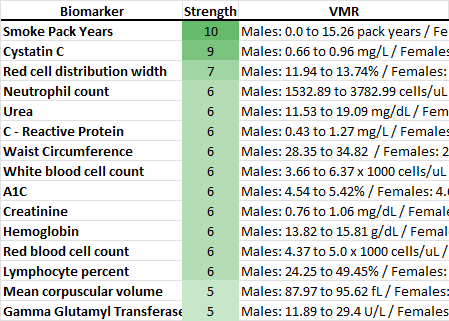 Biomarker Strength VMR
Smoke Pack Years 10 Males: 0.0 to 15.26 pack years / Fe
Cystatin C 9 Males: 0.66 to 0.96 mg/L / Females
Red cell distribution width 7 Males: 11.94 to 13.74% / Females:
Neutrophil count 6 Males: 1532.89 to 3782.99 cells/uL
Urea 6 Males: 11.53 to 19.09 mg/dL / Fem
C - Reactive Protein 6 Males: 0.43 to 1.27 mg/L / Females:
Waist Circumference 6 Males: 28.35 to 34.82 / Females: 2
White blood cell count 6 Males: 3.66 to 6.37 x 1000 cells/uL
A1C 6 Males: 4.54 to 5.42% / Females: 4.6
Creatinine 6 Males: 0.76 to 1.06 mg/dL / Femal
Hemoglobin 6 Males: 13.82 to 15.81 g/dL / Fema
Red blood cell count 6 Males: 4.37 to 5.0 x 1000 cells/uL /
Lymphocyte percent 6 Males: 24.25 to 49.45% / Females:
Mean corpuscular volume 5 Males: 87.97 to 95.62 fL / Females:
Gamma Glutamyl Transferase 5 Males: 11.89 to 29.4 U/L / Females